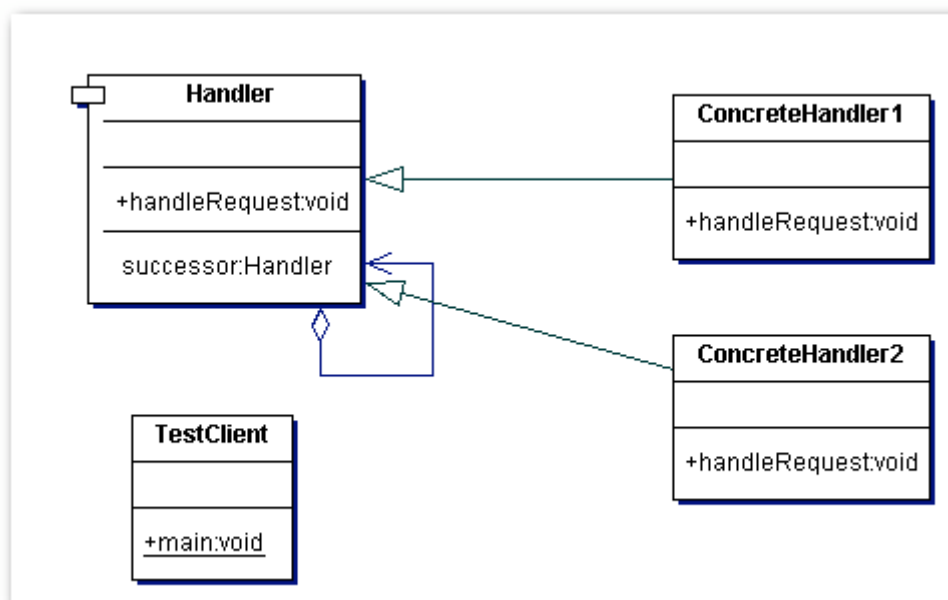 Handler
+handleRequest:void
successor:Handler
ConcreteHandler1
+handleRequest:void
ConcreteHandler2
+handleRequest:void
TestClient
+main:void